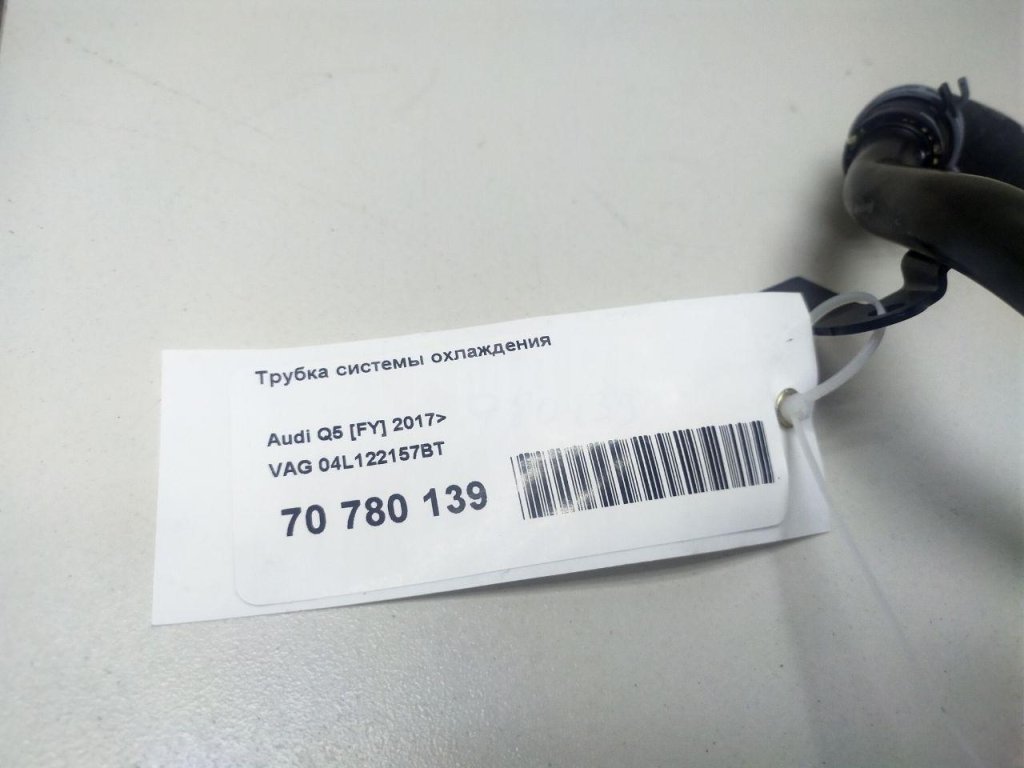 Трубка системы охлаждения
Audi Q5 [FY] 2017>
VAG 04L122157BT
70 780 139